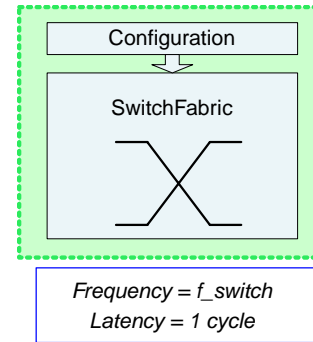 Configuration
SwitchFabric
Frequency = f_switch
Latency = 1 cycle